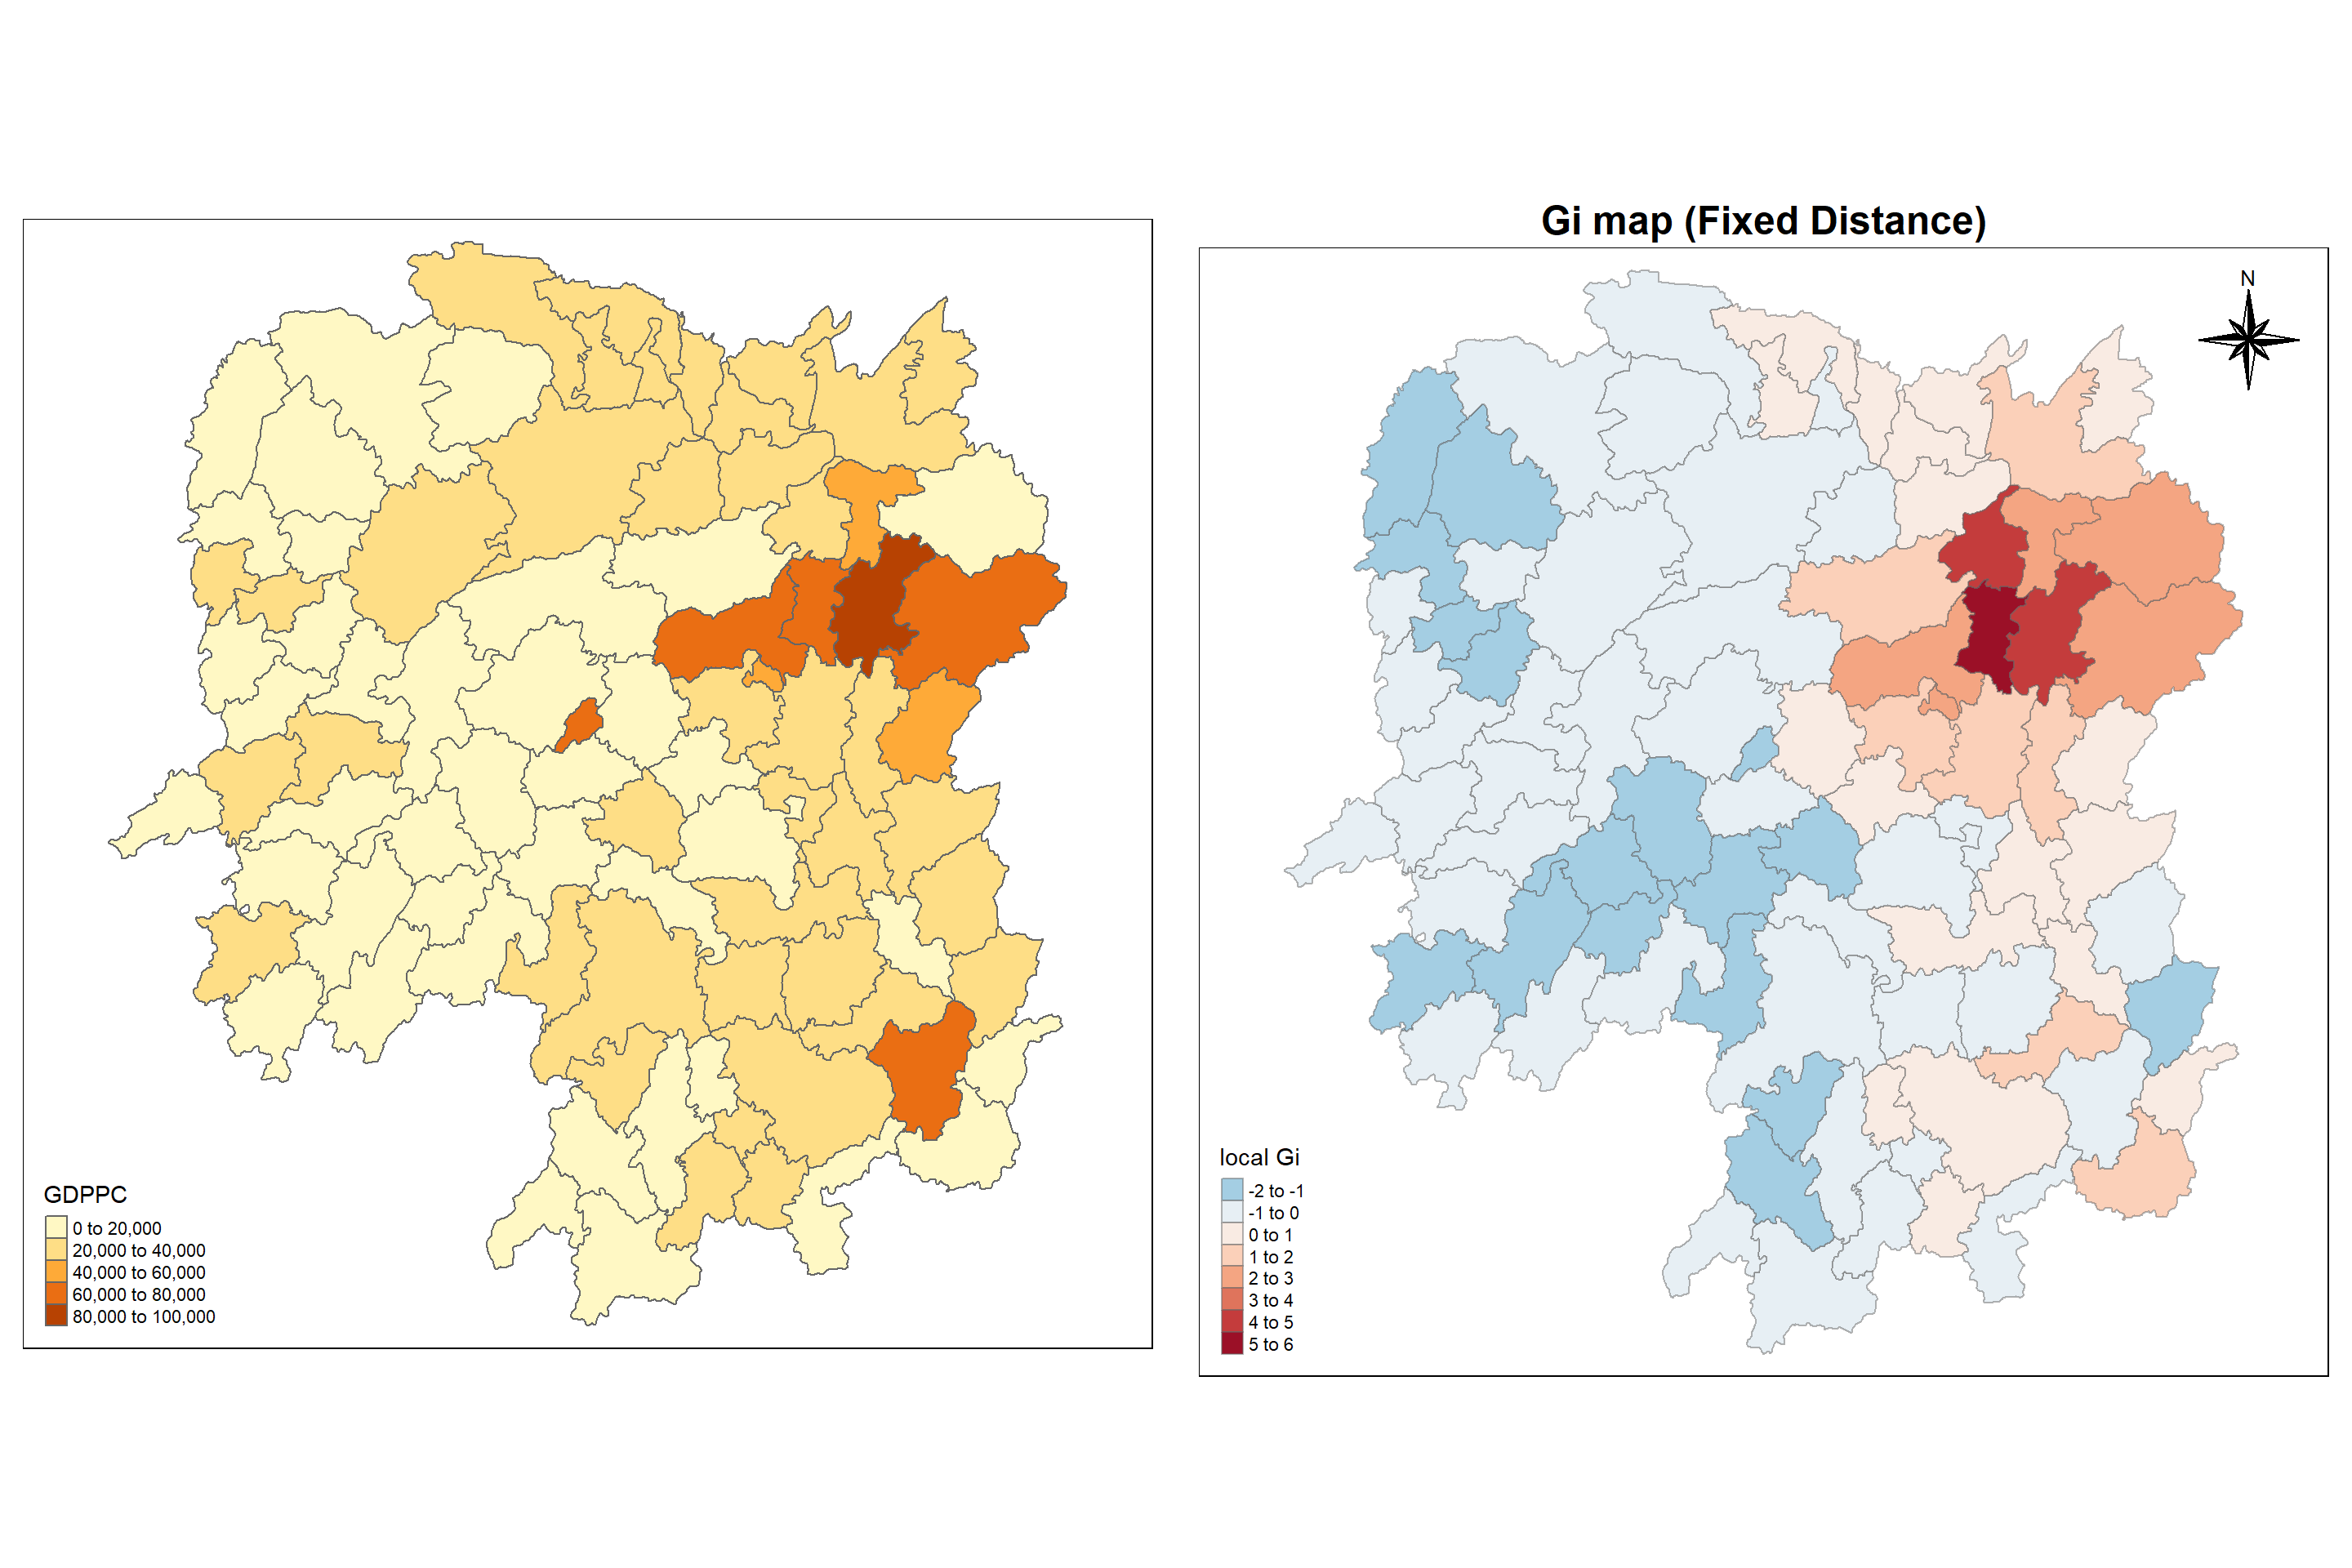 GDPPC
0 to 20,000
20,000 to 40,000
40,000 to 60,000
60,000 to 80,000
80,000 to 100,000
Gi map (Fixed Distance)
N
local Gi
-2 to -1
-1 to 0
0 to 1
1 to 2
2 to 3
3 to 4
4 to 5
5 to 6